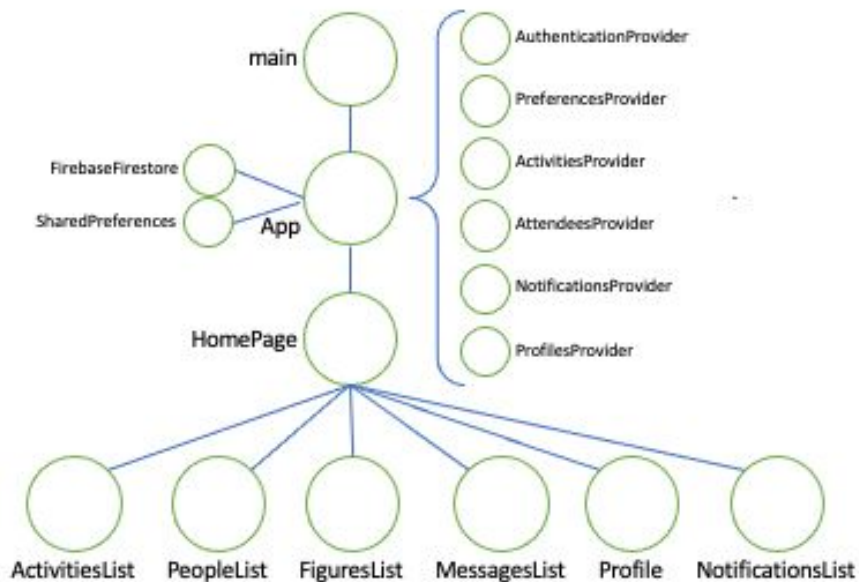 main
AuthenticationProvider
PreferencesProvider
ActivitiesProvider
AttendeesProvider
NotificationsProvider
ProfilesProvider
FirebaseFirestore
SharedPreferences
App
HomePage
ActivitiesList
PeopleList
FiguresList
MessagesList
Profile
NotificationsList